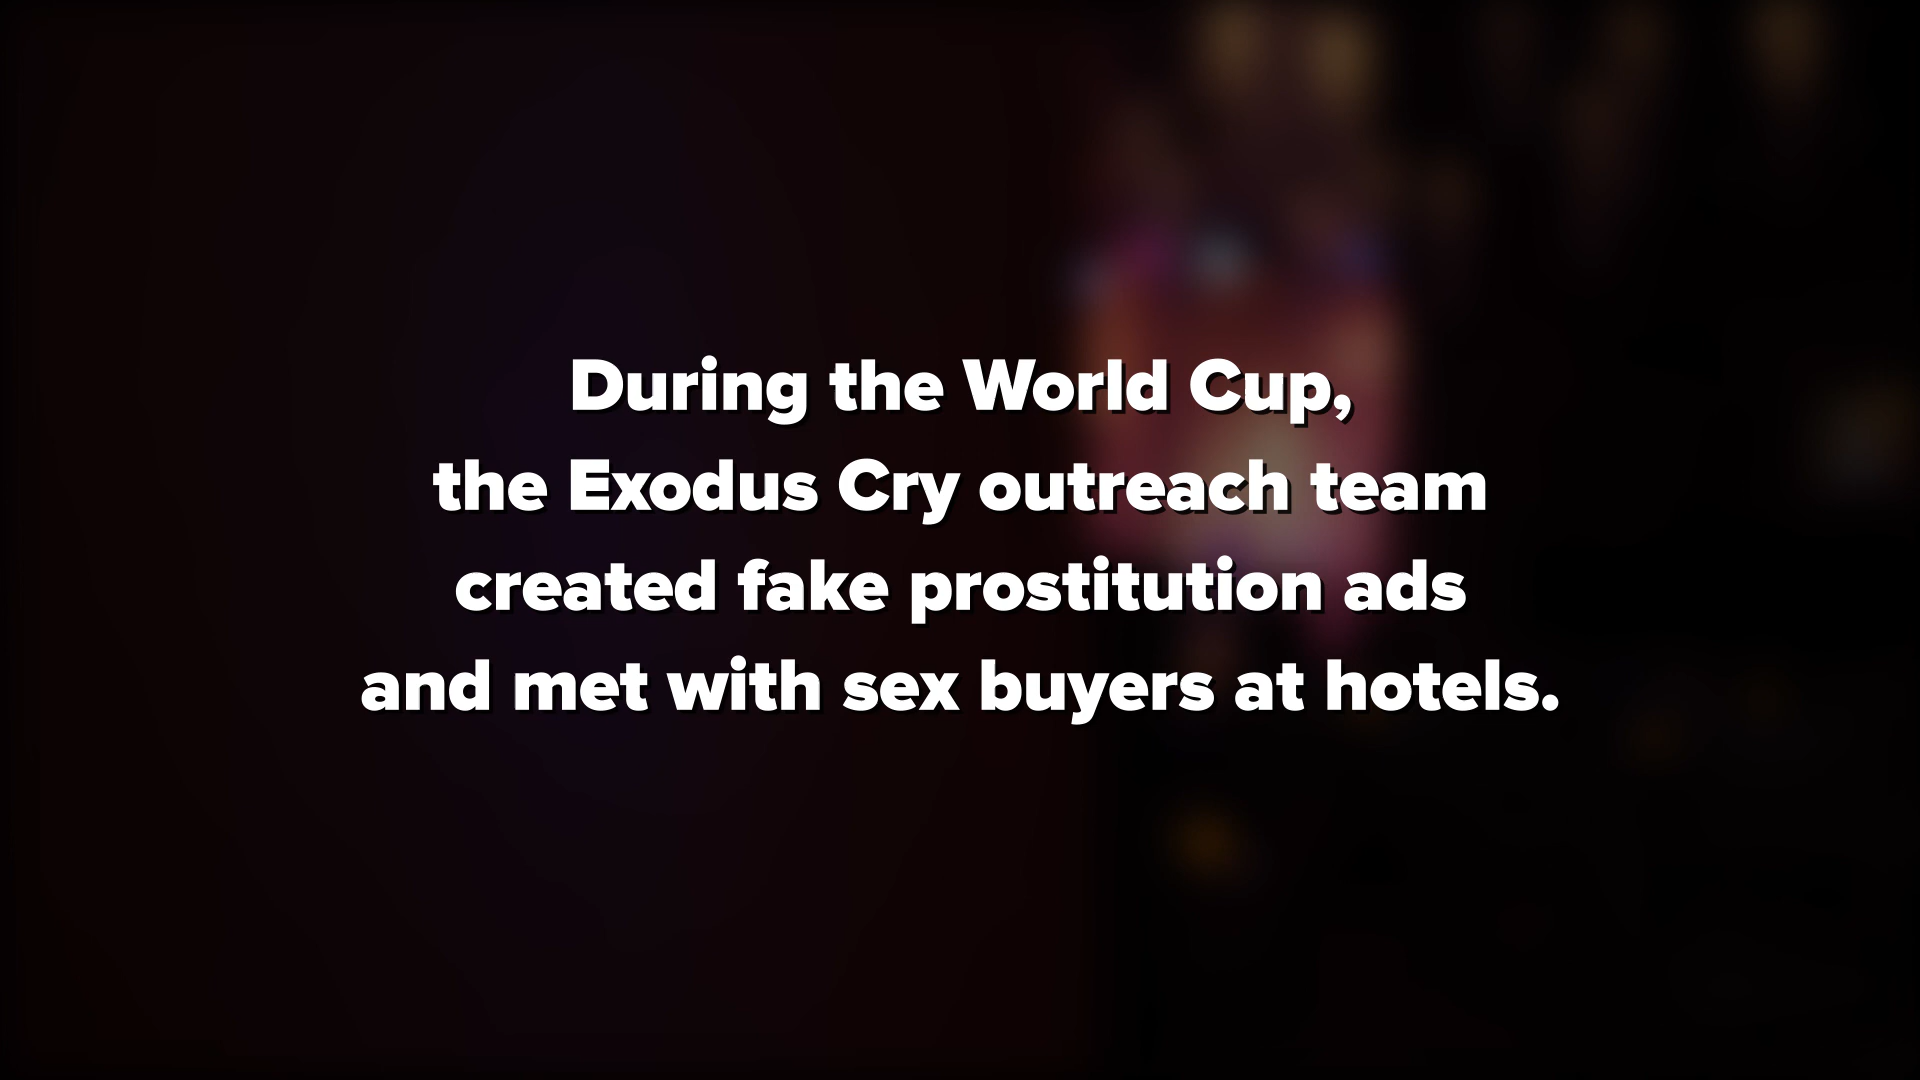 During the World Cup,
the Exodus Cry outreach team
created fake prostitution ads
and met with sex buyers at hotels.